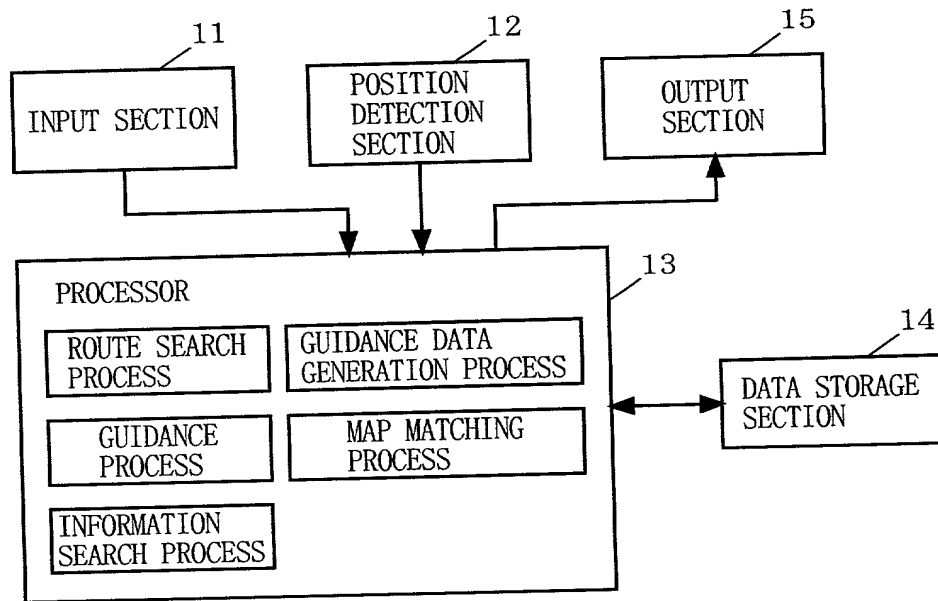 11
12
15
INPUT SECTION
POSITION
DETECTION
SECTION
OUTPUT
SECTION
13
PROCESSOR
ROUTE SEARCH
PROCESS
GUIDANCE DATA
GENERATION PROCESS
14
DATA STORAGE
SECTION
GUIDANCE
PROCESS
MAP MATCHING
PROCESS
INFORMATION
SEARCH PROCESS